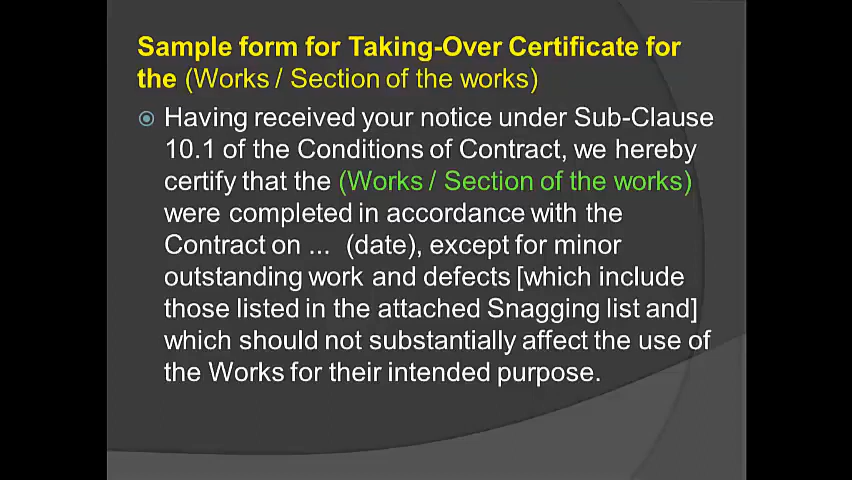 Sample form for Taking-Over Certificate for
the (Works / Section of the works)
Having received your notice under Sub-Clause
10.1 of the Conditions of Contract, we hereby
certify that the (Works / Section of the works)
were completed in accordance with the
Contract on ... (date), except for minor
outstanding work and defects [which include
those listed in the attached Snagging list and]
which should not substantially affect the use of
the Works for their intended purpose.